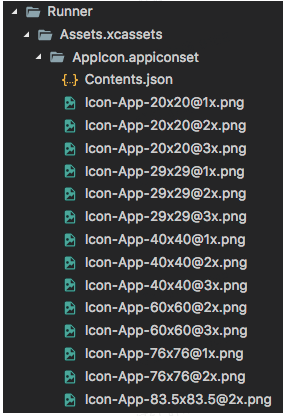 Runner
Assets.xcassets
AppIcon.appiconset
{..} Contents.json
Icon-App-20x20@1x.png
Icon-App-20x20@2x.png
Icon-App-20x20@3x.png
Icon-App-29x29@1x.png
Icon-App-29x29@2x.png
Icon-App-29x29@3x.png
Icon-App-40x40@1x.png
Icon-App-40x40@2x.png
Icon-App-40x40@3x.png
Icon-App-60x60@2x.png
Icon-App-60x60@3x.png
Icon-App-76x76@1x.png
Icon-App-76x76@2x.png
Icon-App-83.5x83.5@2x.png